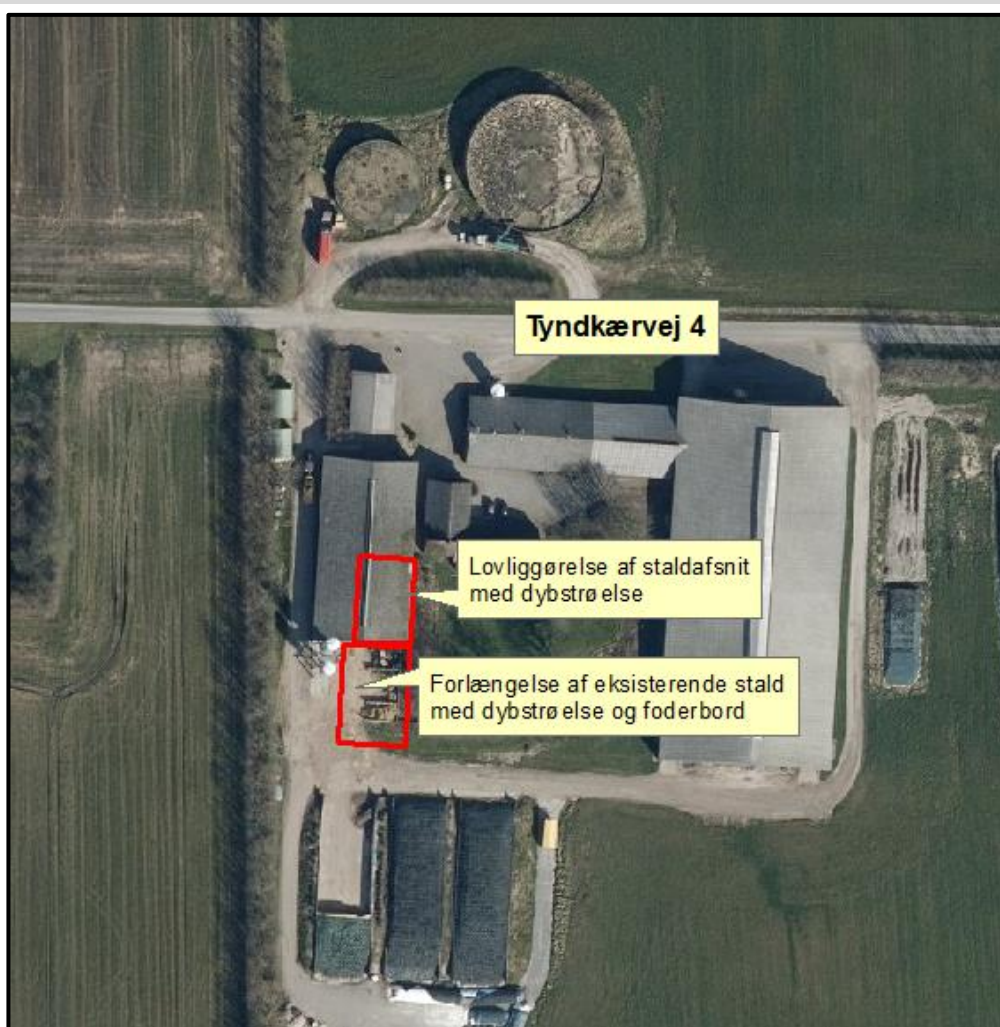 Tyndkærvej 4
Lovliggørelse af staldafsnit
med dybstrøelse
Forlængelse af eksisterende stald
med dybstrøelse og foderbord